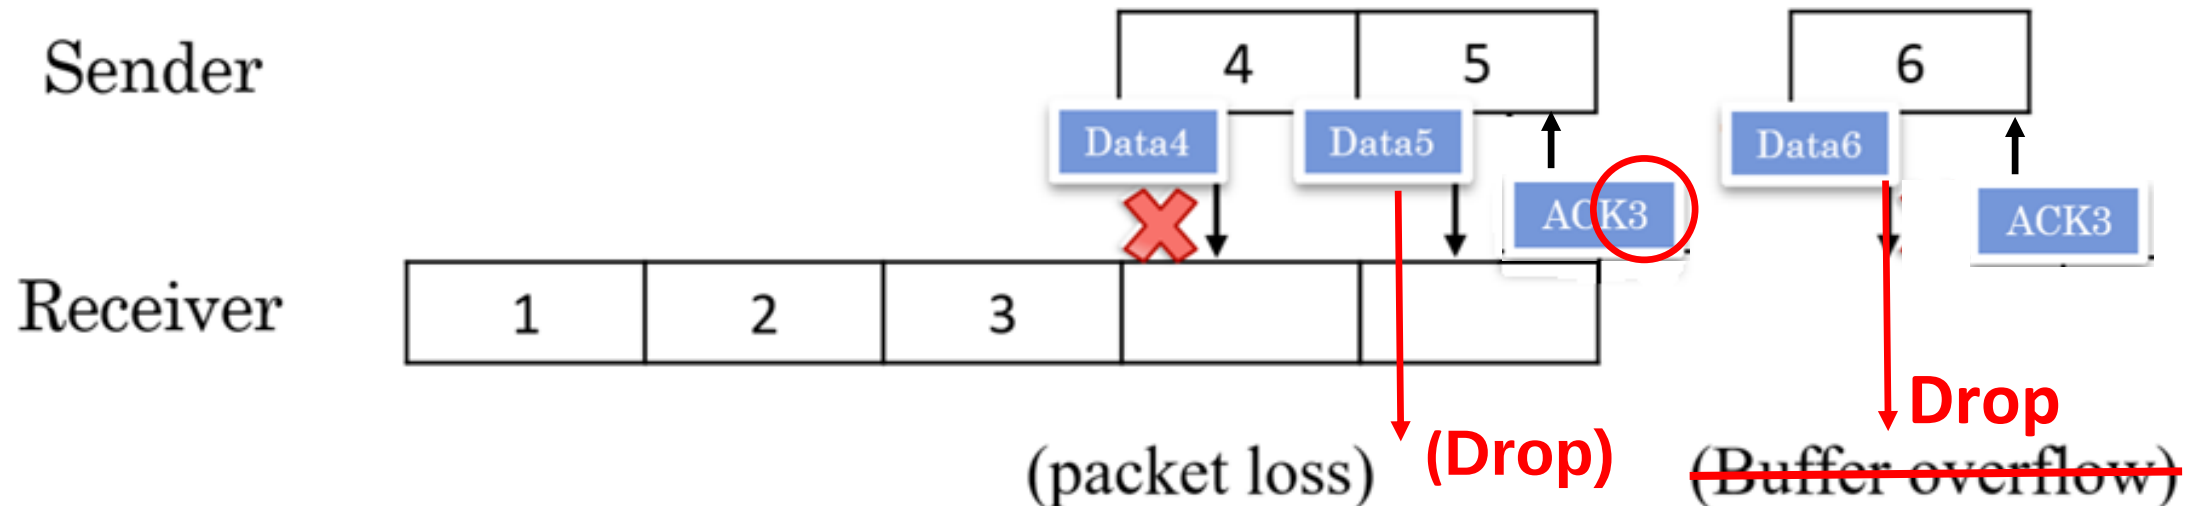 Sender
4
5
6
Data4
Data5
Data6
ACK3
ACK3
Receiver
1
2
3
(packet loss)
(Drop)
Drop
(Buffer overflow)